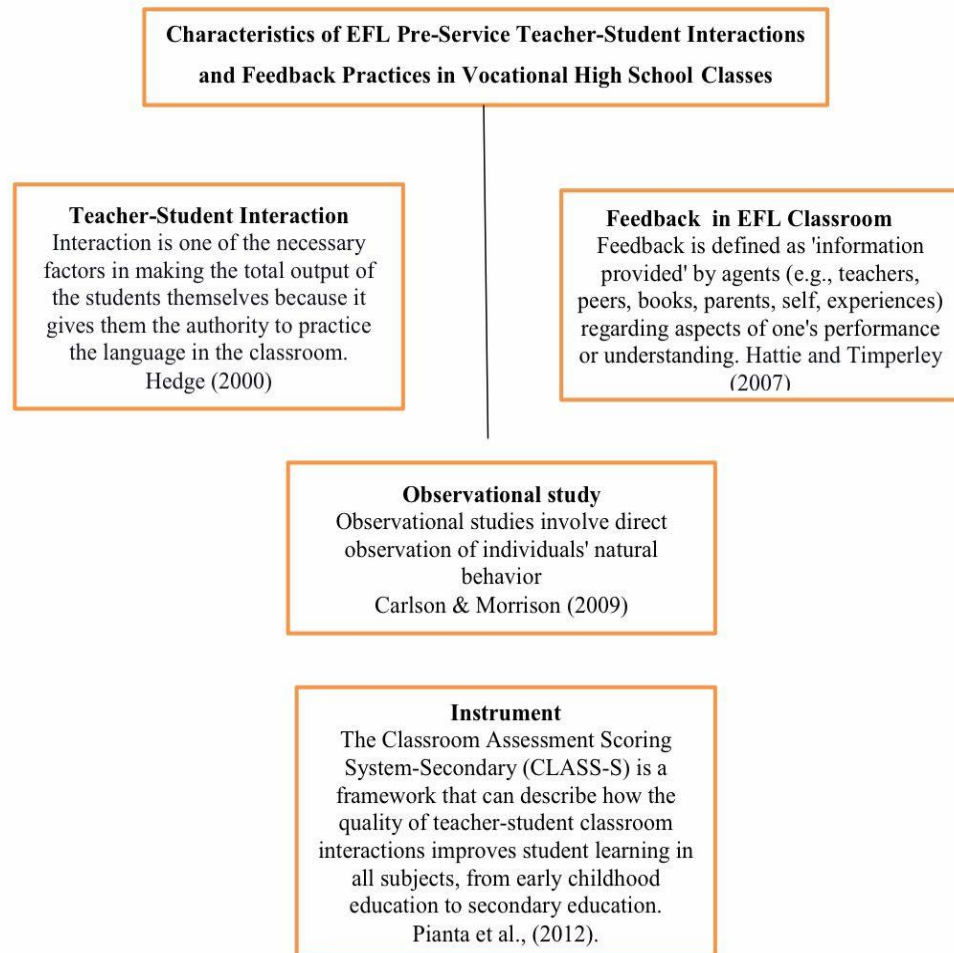 Characteristics of EFL Pre-Service Teacher-Student Interactions
and Feedback Practices in Vocational High School Classes
Teacher-Student Interaction
Interaction is one of the necessary
factors in making the total output of
the students themselves because it
gives them the authority to practice
the language in the classroom.
Hedge (2000)
Feedback in EFL Classroom
Feedback is defined as 'information
provided' by agents (e.g., teachers,
peers, books, parents, self, experiences)
regarding aspects of one's performance
or understanding. Hattie and Timperley
(2007)
Observational study
Observational studies involve direct
observation of individuals' natural
behavior
Carlson & Morrison (2009)
Instrument
The Classroom Assessment Scoring
System-Secondary (CLASS-S) is a
framework that can describe how the
quality of teacher-student classroom
interactions improves student learning in
all subjects, from early childhood
education to secondary education.
Pianta et al., (2012).